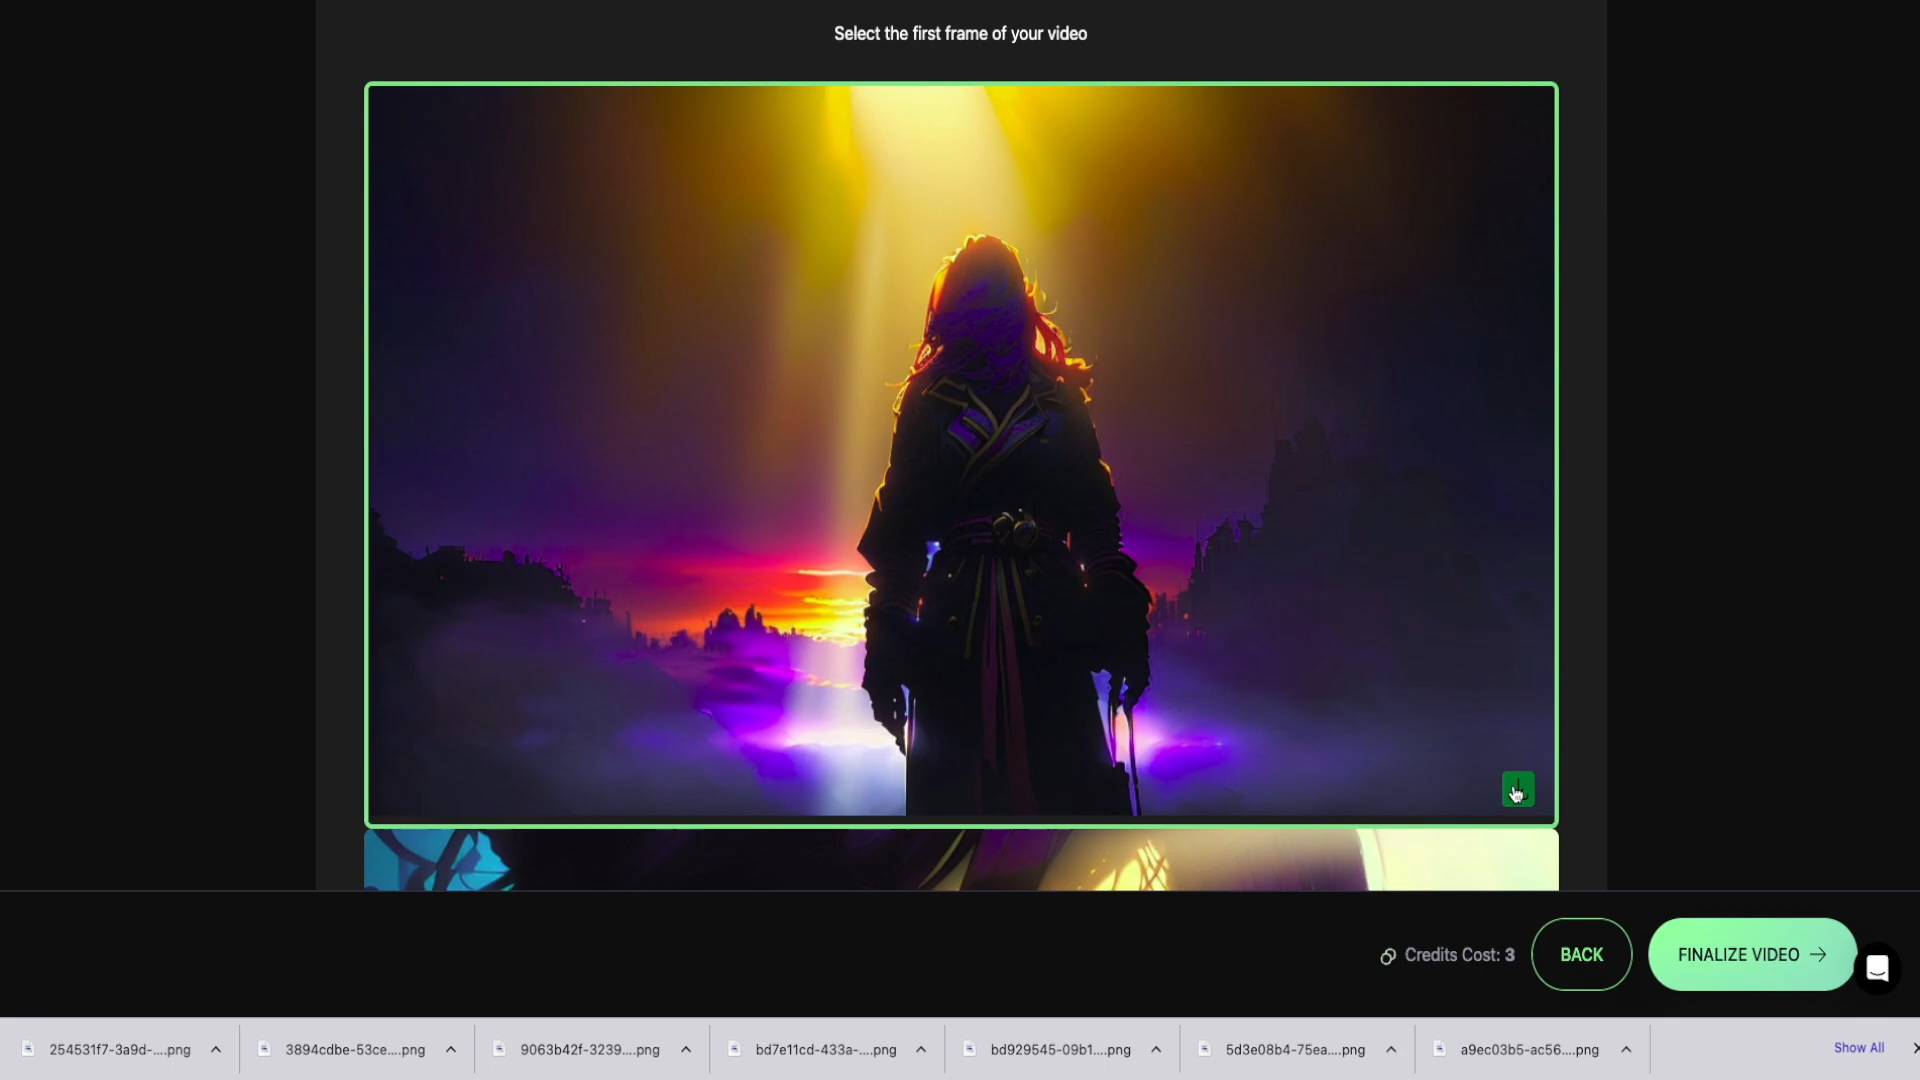 Select the first frame of your video
Credits Cost: 3
BACK
FINALIZE VIDEO
254531f7-3a9d-....png
3894cdbe-53ce....png
9063b42f-3239....png
bd7e11cd-433a-....png
bd929545-09b1....png
5d3e08b4-75ea....png
a9ec03b5-ac56....png
Show All